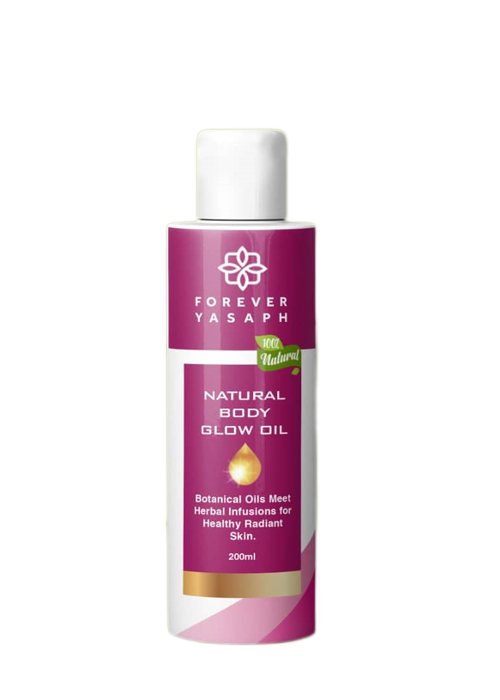 FOREVER
YASAPH
100%
Natural
NATURAL
BODY
GLOW OIL
Botanical Oils Meet
Herbal Infusions for
Healthy Radiant
Skin.
200ml